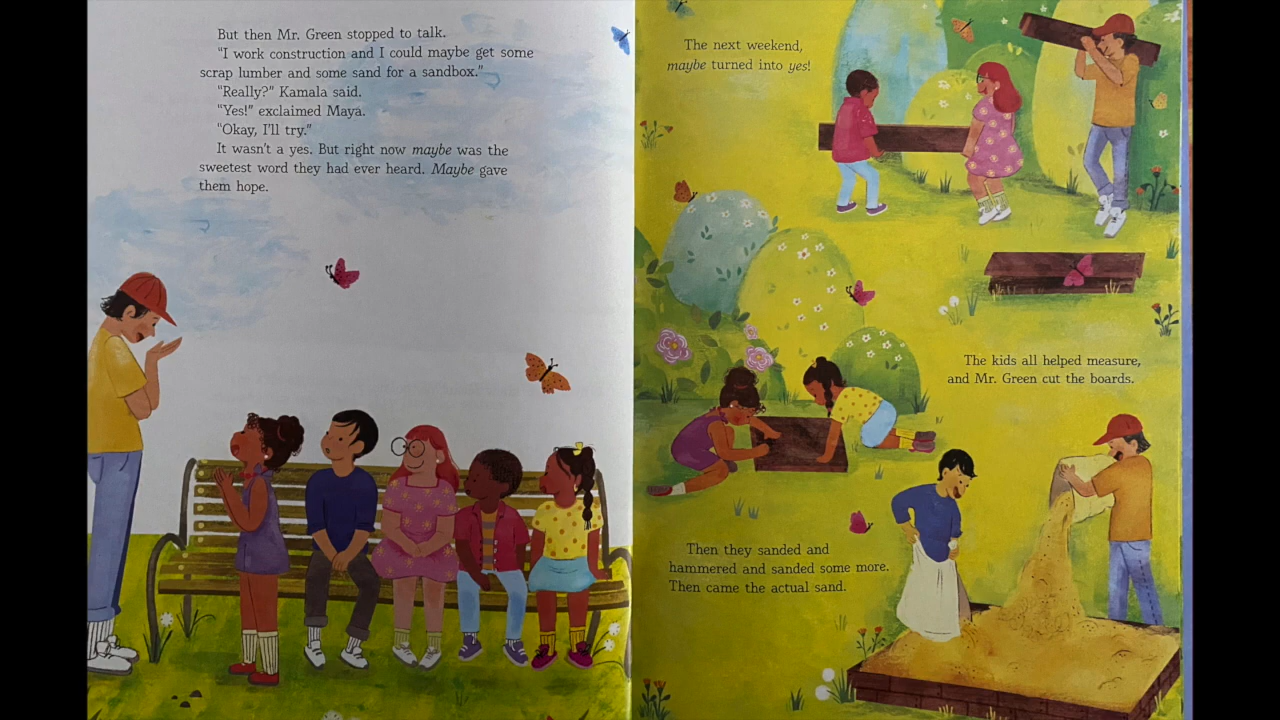 But then Mr. Green stopped to talk.
"I work construction and I could maybe get some
scrap lumber and some sand for a sandbox."
"Really?" Kamala said.
"Yes!" exclaimed Maya.
"Okay, I'll try."
It wasn't a yes. But right now maybe was the
sweetest word they had ever heard. Maybe gave
them hope.
The next weekend,
maybe turned into yes!
The kids all helped measure,
and Mr. Green cut the boards.
Then they sanded and
hammered and sanded some more.
Then came the actual sand.